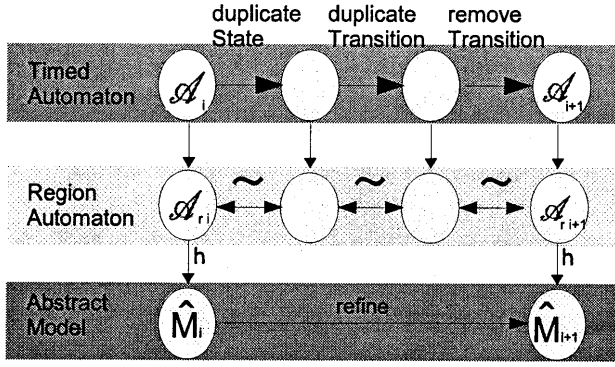 duplicate State
duplicate Transition
remove Transition
Timed Automaton
𝒜i
𝒜i+1
~ ~ ~
Region Automaton
𝒜ri
𝒜ri+1
h
h
Abstract Model
M̂i
refine
M̂i+1